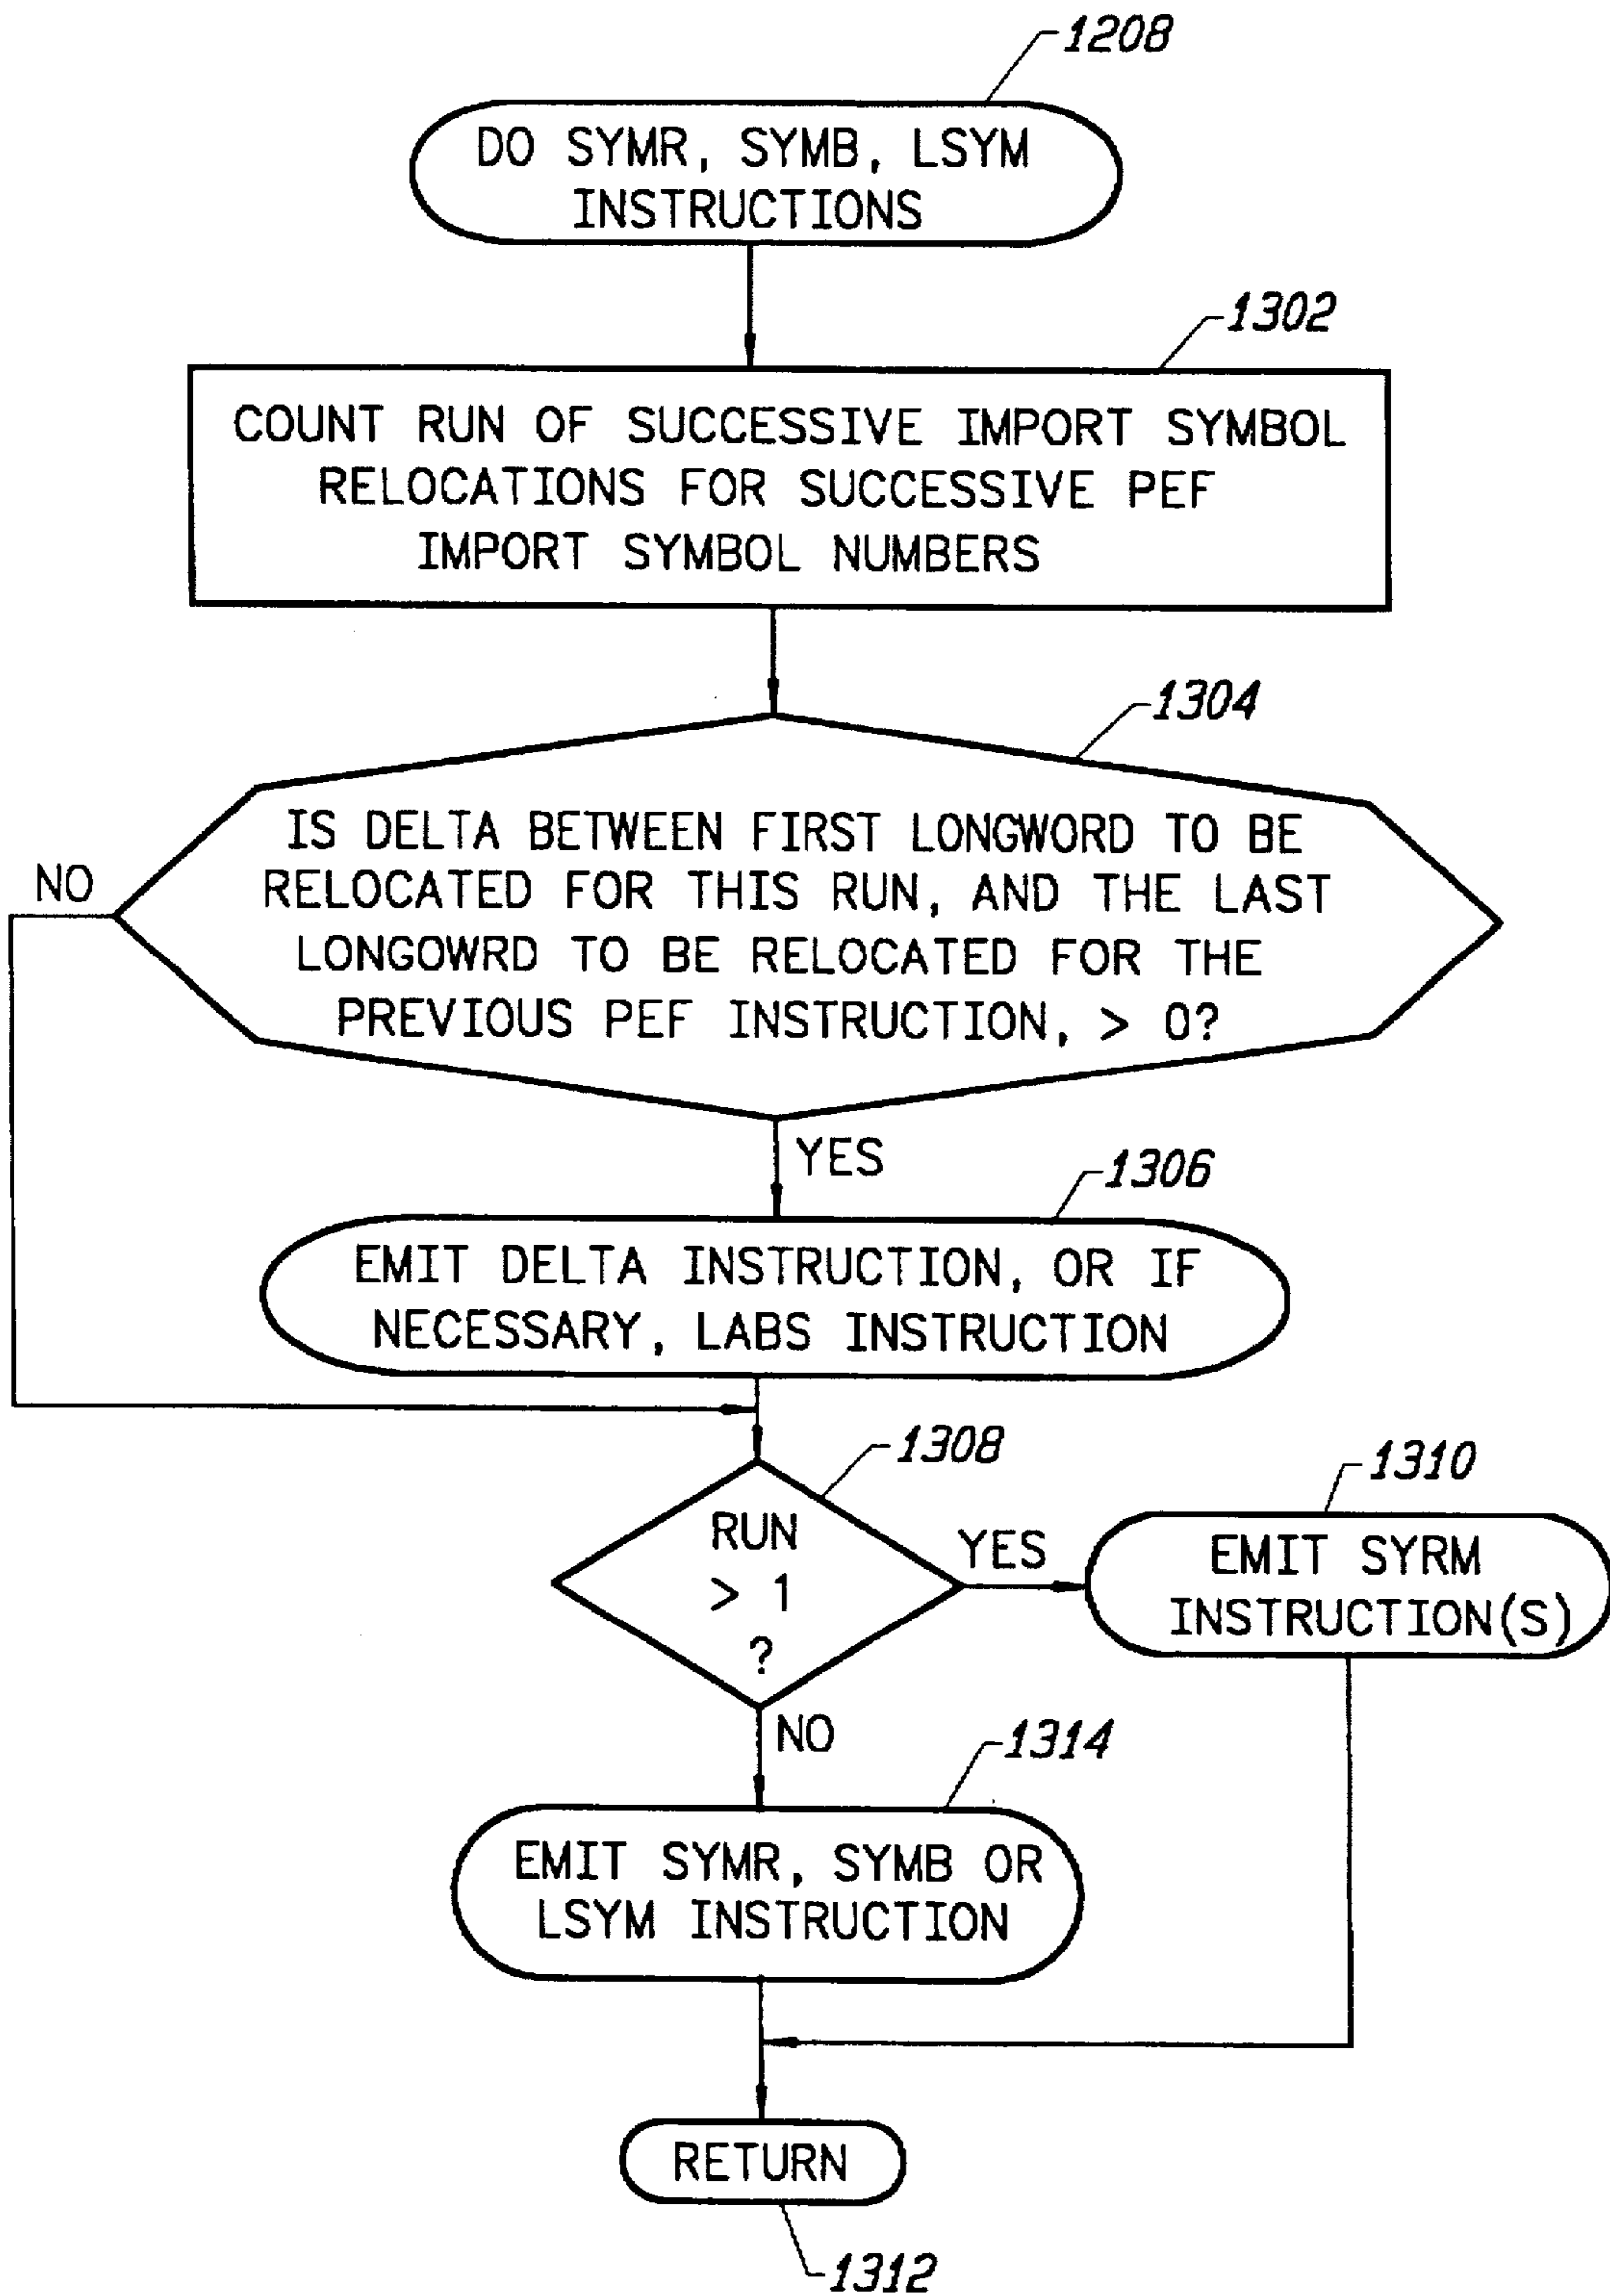 1208
DO SYMR, SYMB, LSYM
INSTRUCTIONS
1302
COUNT RUN OF SUCCESSIVE IMPORT SYMBOL
RELOCATIONS FOR SUCCESSIVE PEF
IMPORT SYMBOL NUMBERS
1304
IS DELTA BETWEEN FIRST LONGWORD TO BE
RELOCATED FOR THIS RUN, AND THE LAST
LONGOWRD TO BE RELOCATED FOR THE
PREVIOUS PEF INSTRUCTION, > 0?
NO
YES
1306
EMIT DELTA INSTRUCTION, OR IF
NECESSARY, LABS INSTRUCTION
1308
RUN
> 1
?
YES
1310
EMIT SYRM
INSTRUCTION(S)
NO
1314
EMIT SYMR, SYMB OR
LSYM INSTRUCTION
RETURN
1312